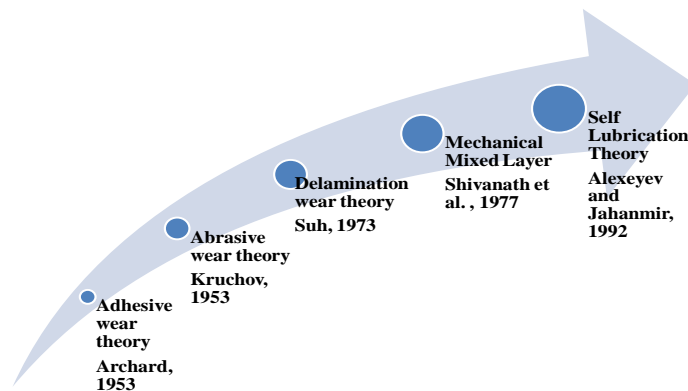 Adhesive
wear
theory
Archard,
1953
Abrasive
wear theory
Kruchov,
1953
Delamination
wear theory
Suh, 1973
Mechanical
Mixed Layer
Shivanath et
al. , 1977
Self
Lubrication
Theory
Alexeyev
and
Jahanmir,
1992